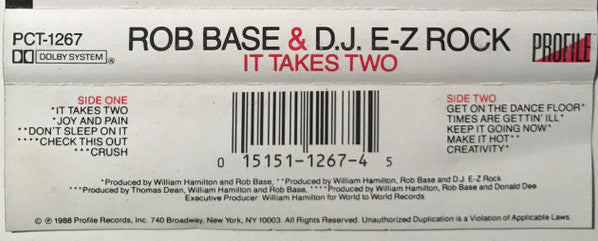 PCT-1267
ROB BASE & D.J. E-Z ROCK
DOLBY SYSTEM®
IT TAKES TWO
PROFILE
SIDE ONE
*IT TAKES TWO
*JOY AND PAIN
**DON'T SLEEP ON IT
****CHECK THIS OUT
***CRUSH
0 15151-1267-4 5
SIDE TWO
GET ON THE DANCE FLOOR*
TIMES ARE GETTIN' ILL*
KEEP IT GOING NOW*
MAKE IT HOT**
CREATIVITY*
*Produced by William Hamilton and Rob Base, **Produced by William Hamilton, Rob Base and D.J. E-Z Rock
***Produced by Thomas Dean, William Hamilton and Rob Base, ****Produced by William Hamilton, Rob Base and Donald Dee
Executive Producer: William Hamilton for World to World Records
© ℗ 1988 Profile Records, Inc. 740 Broadway, New York, NY 10003. All Rights Reserved. Unauthorized Duplication is a Violation of Applicable Laws.